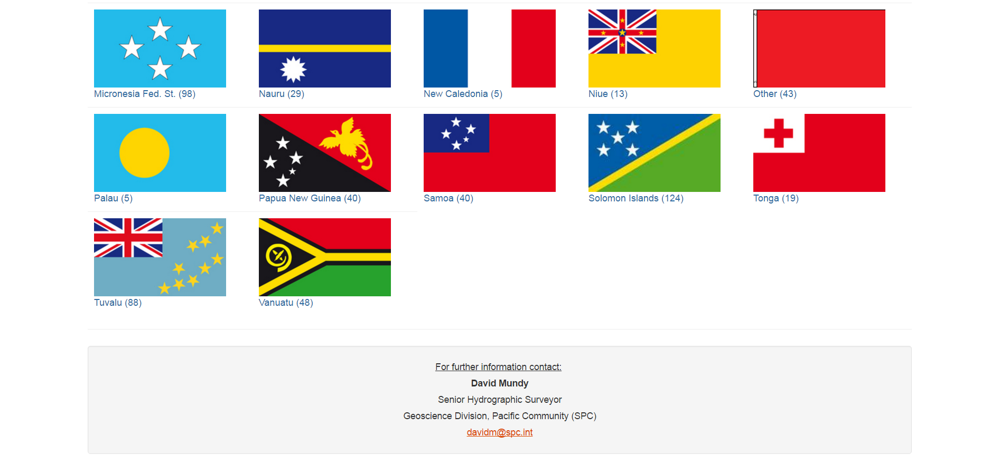 Micronesia Fed. St. (98)
Nauru (29)
New Caledonia (5)
Niue (13)
Other (43)
Palau (5)
Papua New Guinea (40)
Samoa (40)
Solomon Islands (124)
Tonga (19)
Tuvalu (88)
Vanuatu (48)
For further information contact:
David Mundy
Senior Hydrographic Surveyor
Geoscience Division, Pacific Community (SPC)
davidm@spc.int